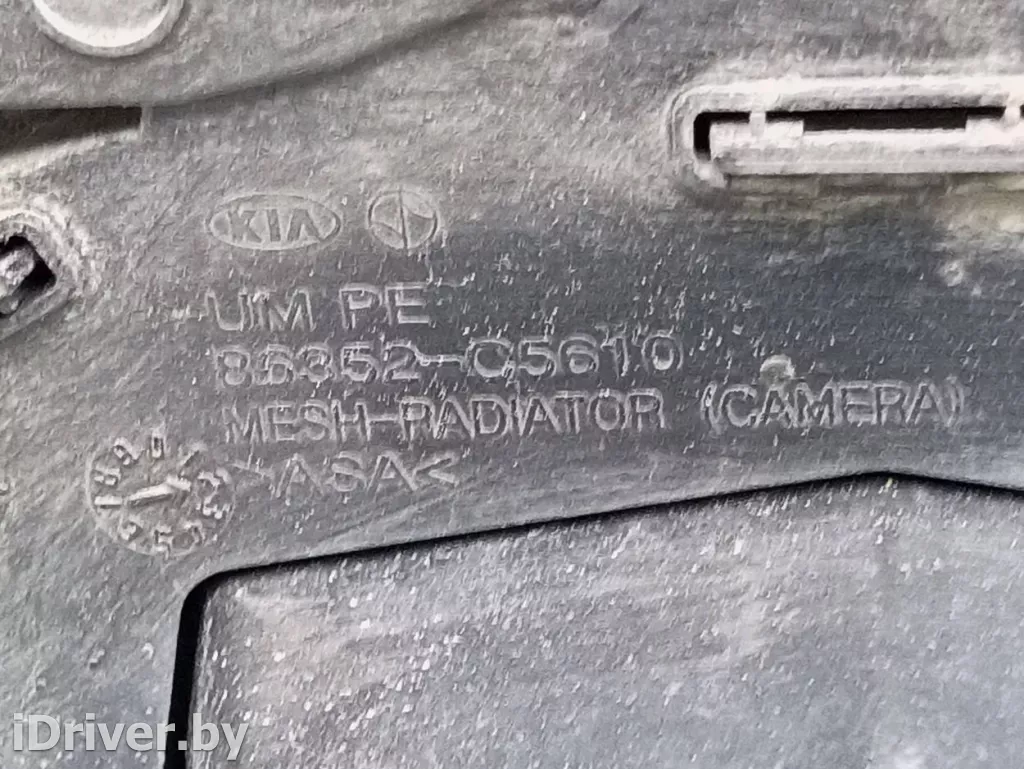 KIA
UM PE
86352-C5610
MESH-RADIATOR (CAMERA)
>ASA<
iDriver.by